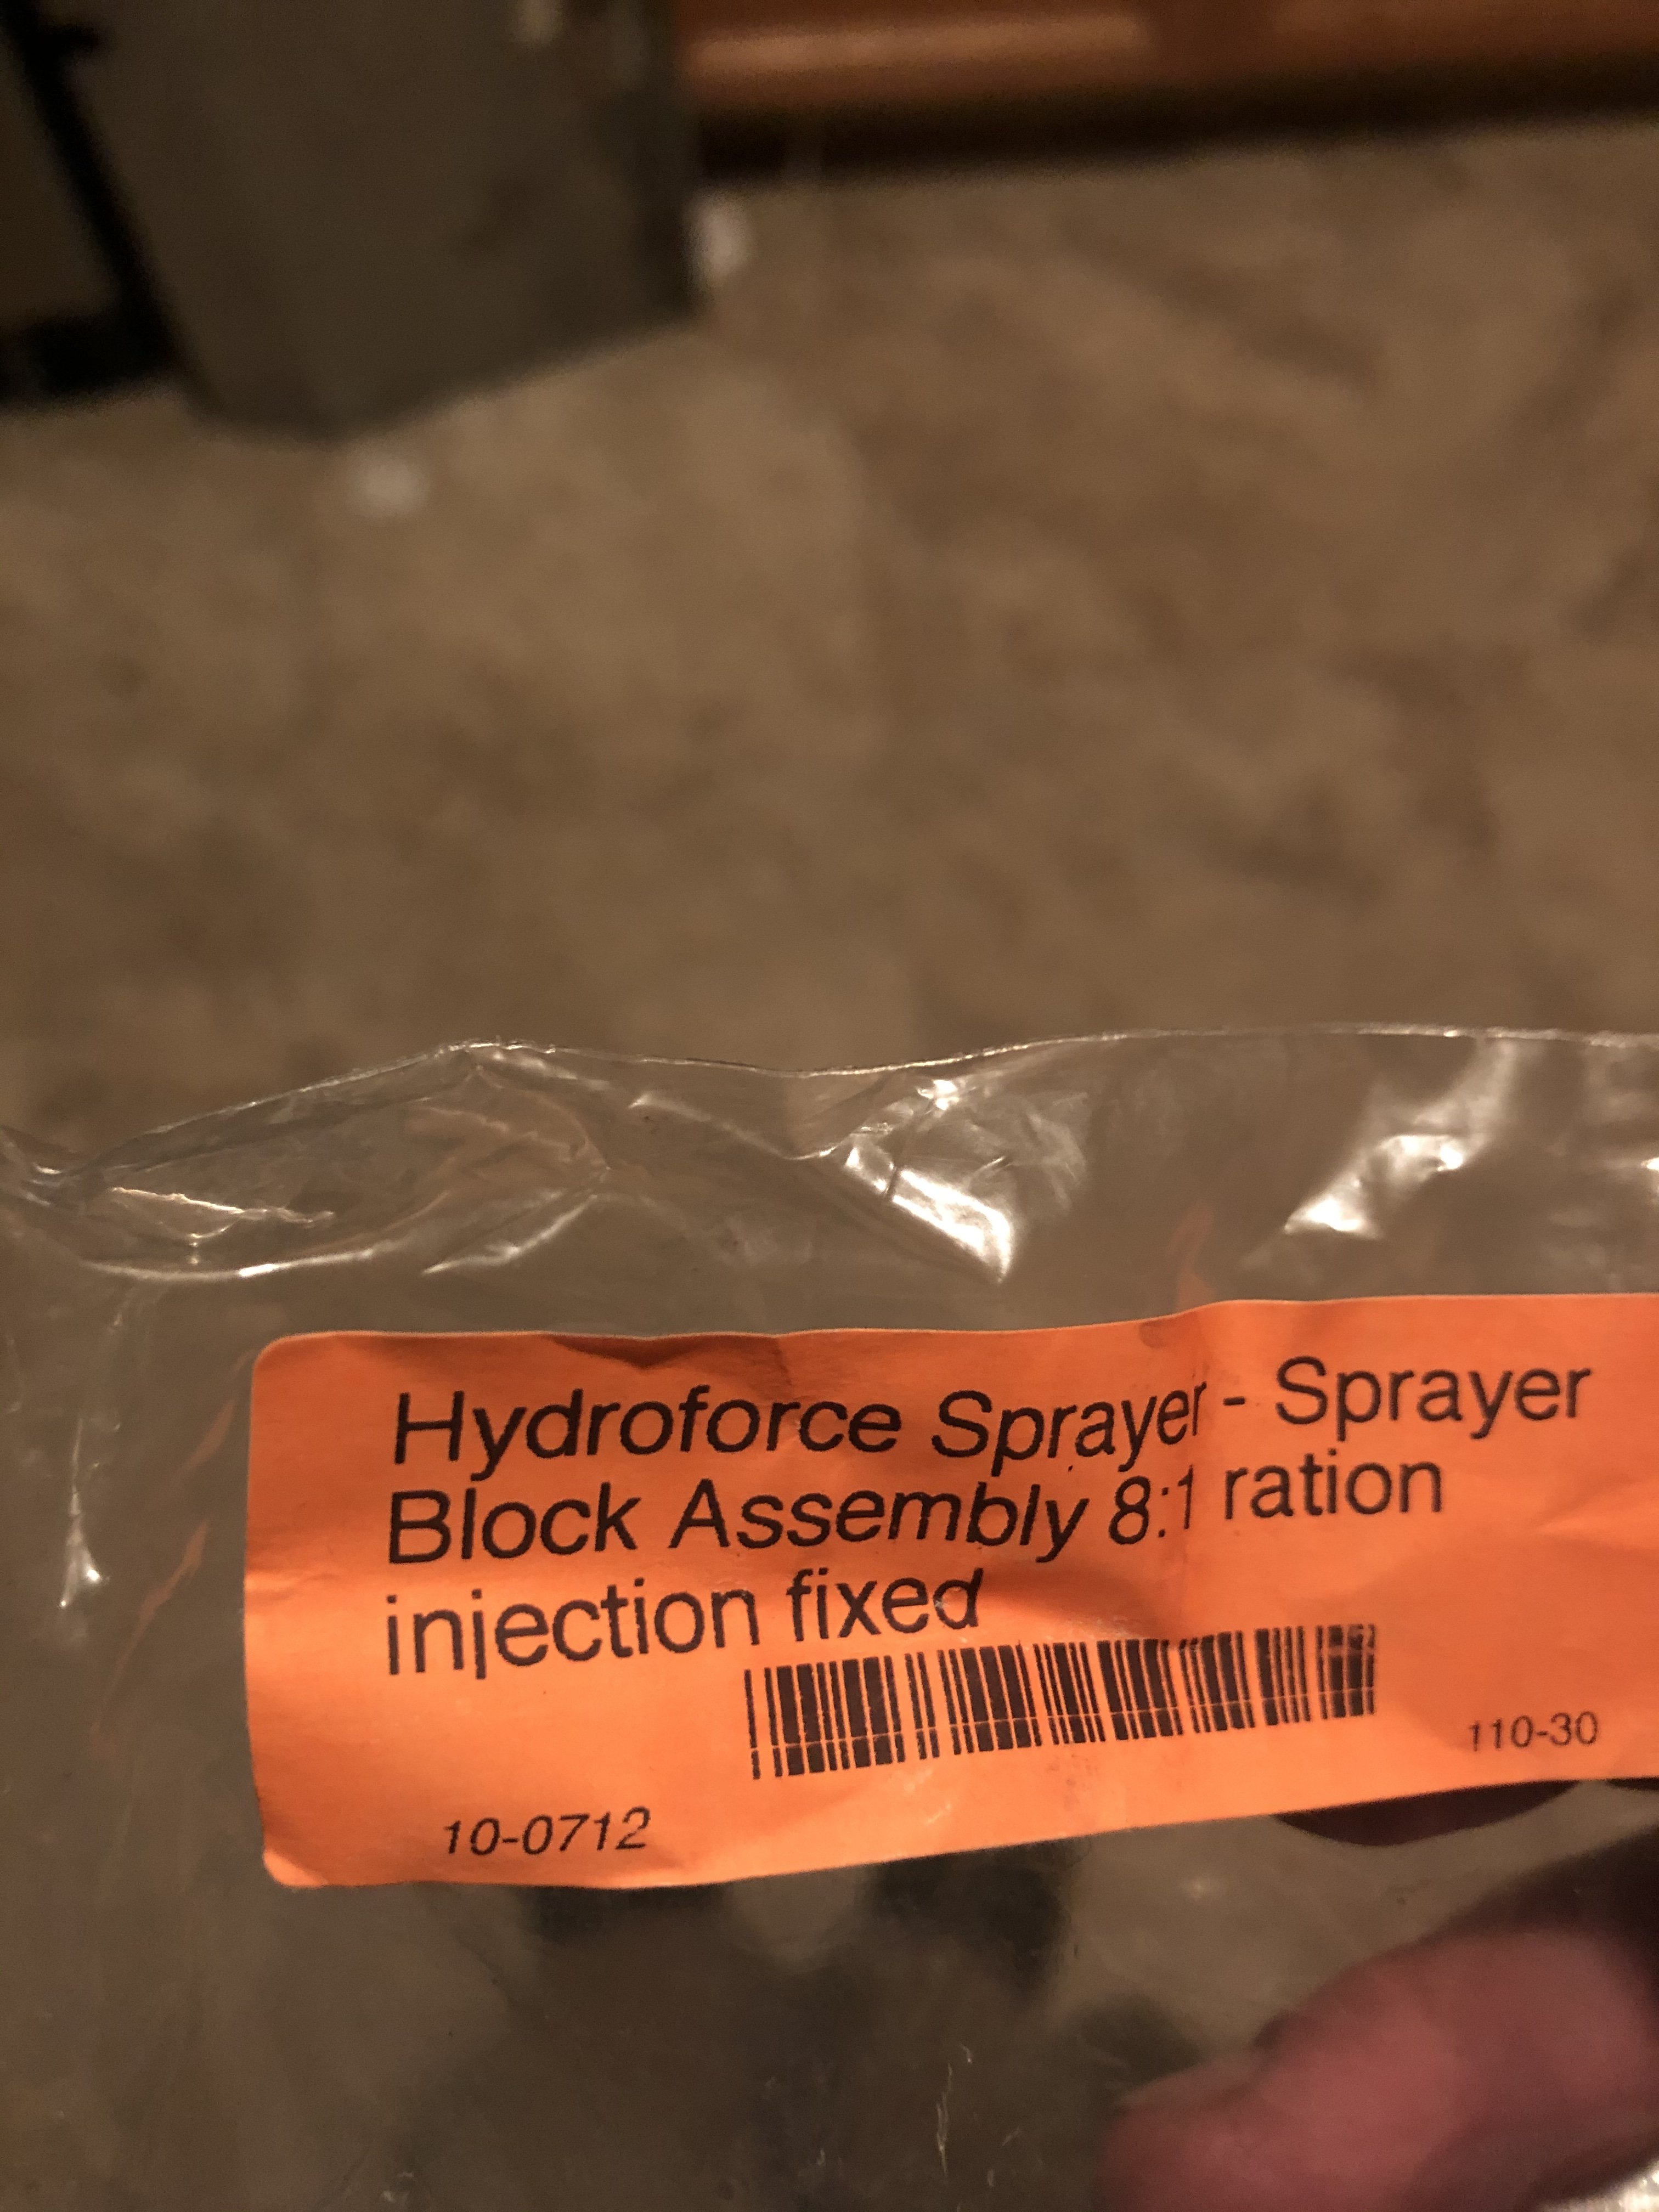 Hydroforce Sprayer - Sprayer
Block Assembly 8:1 ration
injection fixed
110-30
10-0712